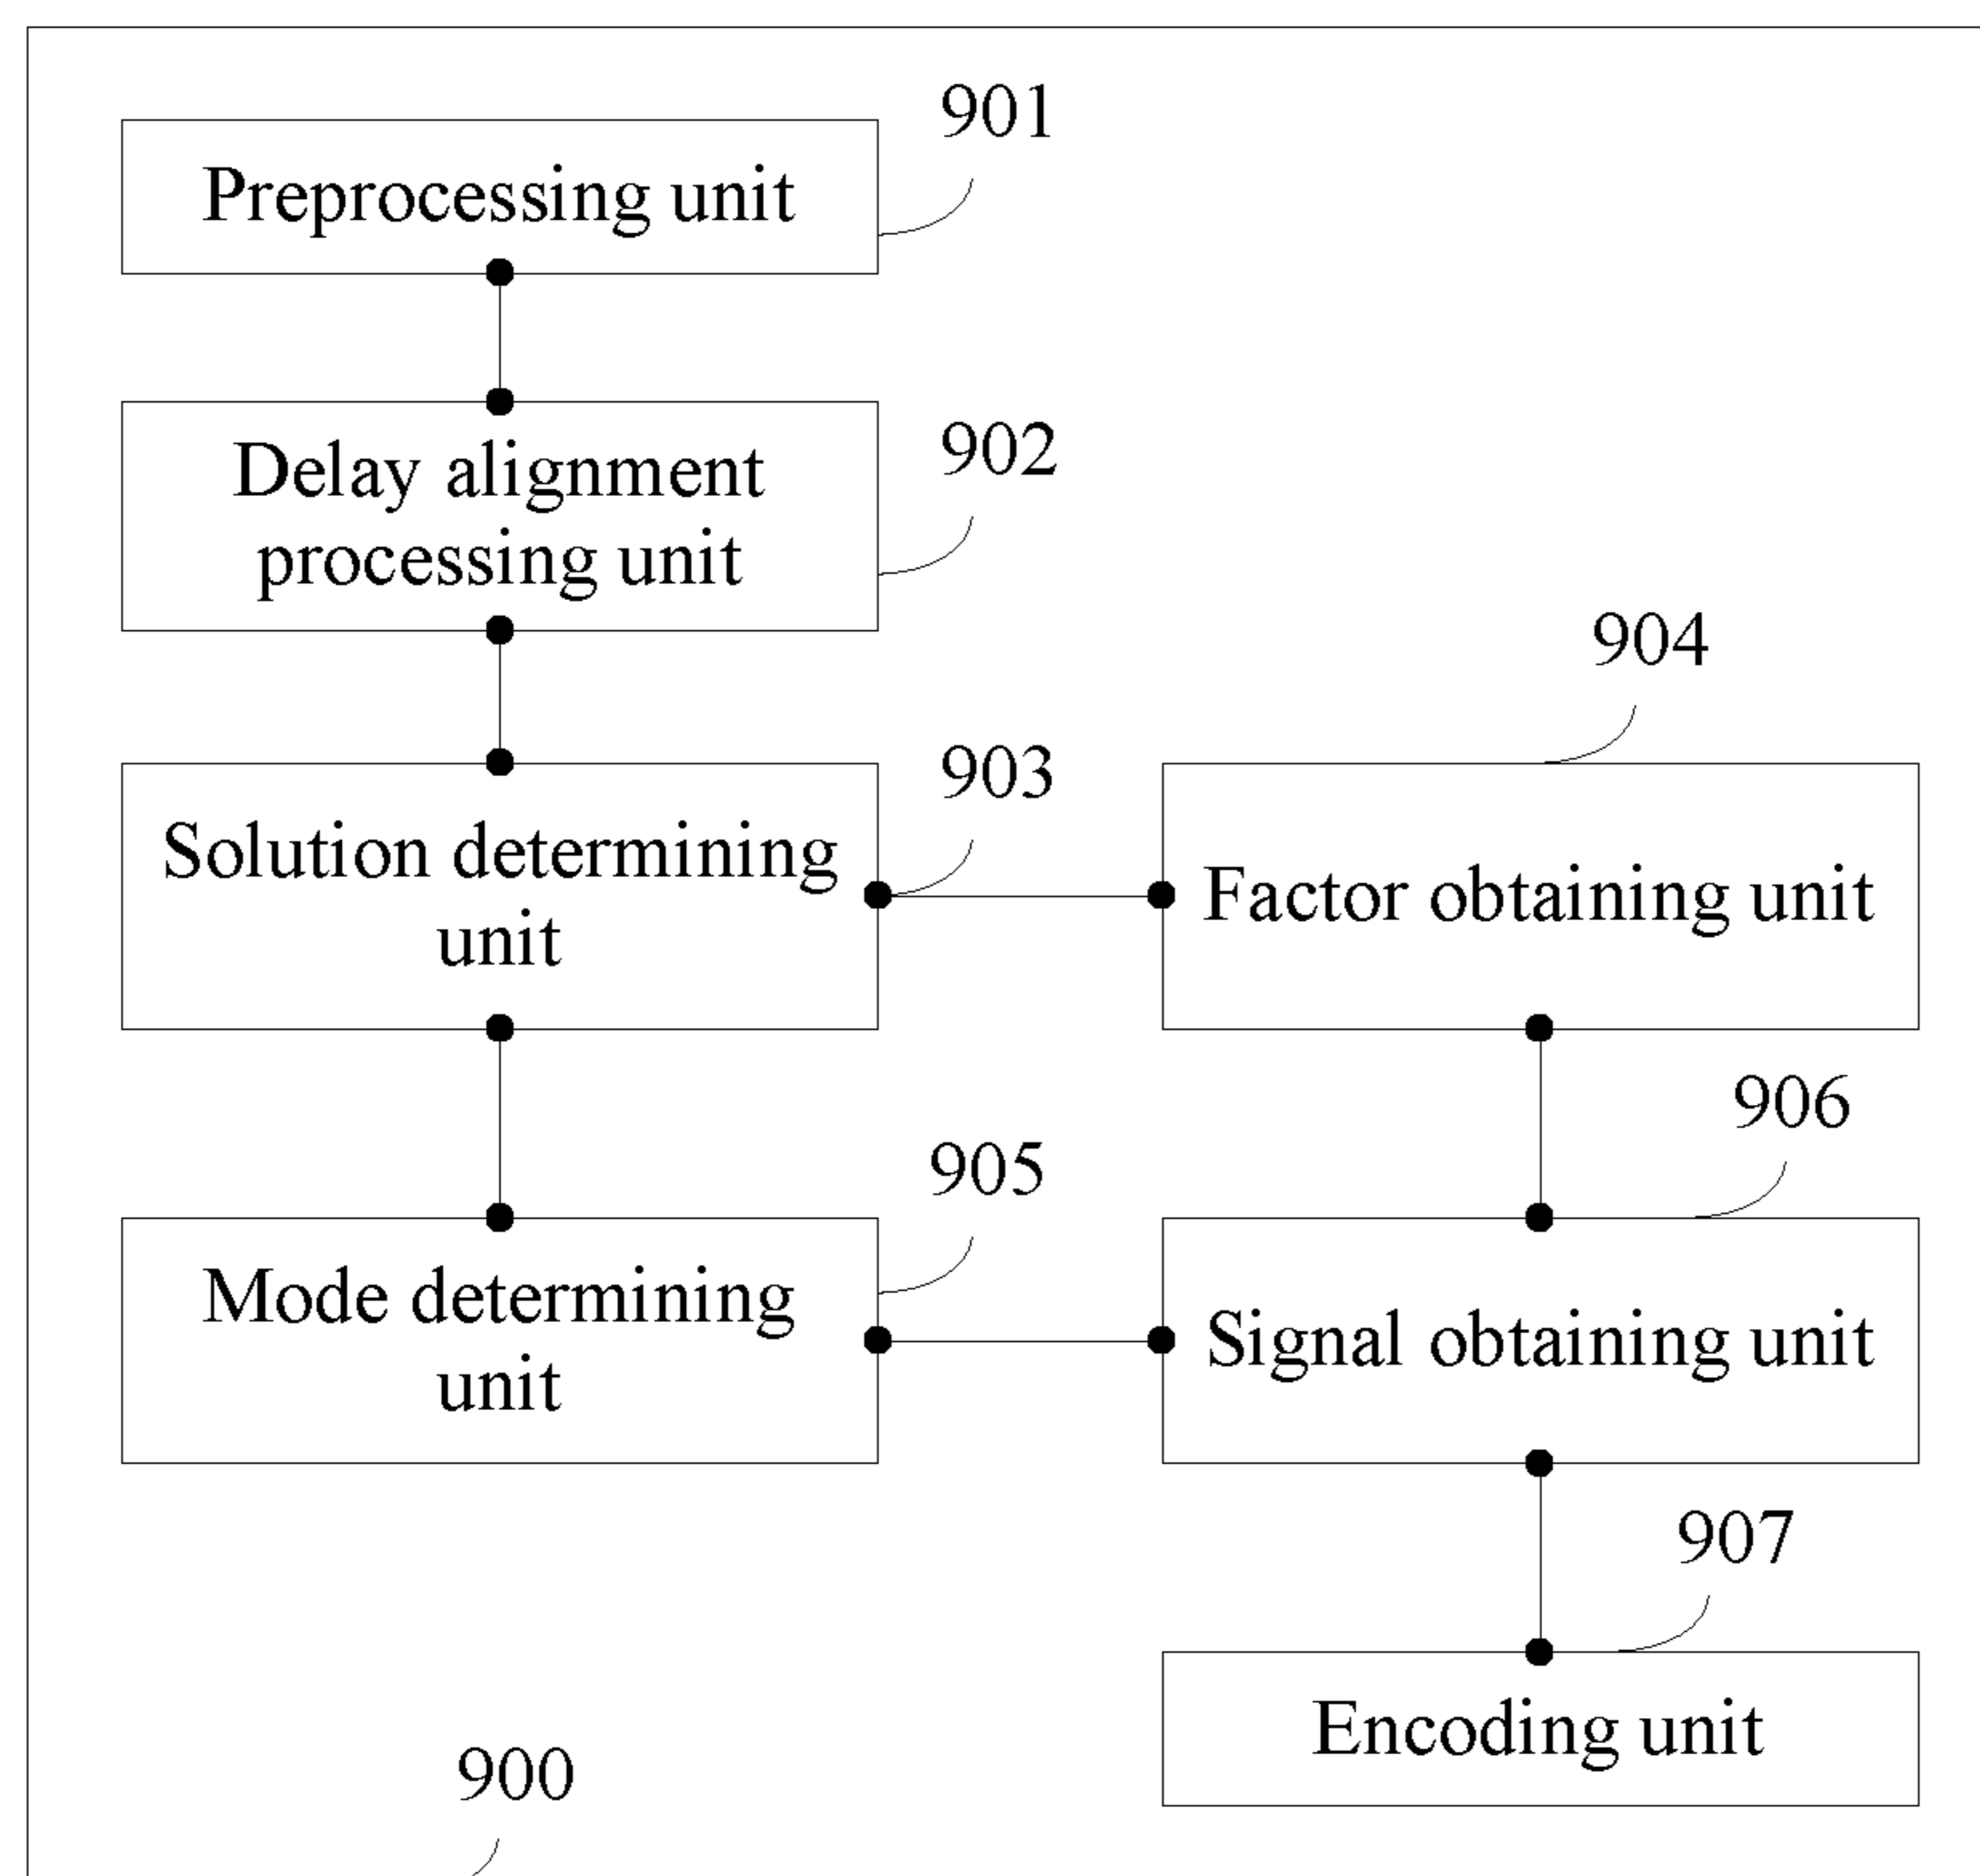 901
Preprocessing unit
902
Delay alignment
processing unit
904
903
Solution determining
unit
Factor obtaining unit
906
905
Mode determining
unit
Signal obtaining unit
907
Encoding unit
900